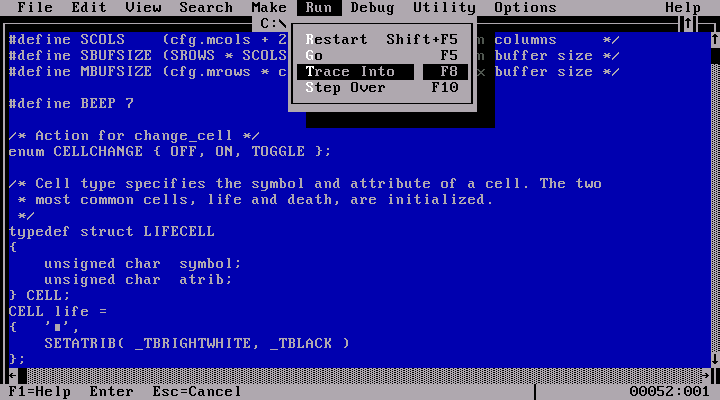 File Edit View Search Make Run Debug Utility Options Help
C:\
#define SCOLS (cfg.mcols + 2 columns */
#define SBUFSIZE (SROWS * SCOLS buffer size */
#define MBUFSIZE (cfg.mrows * c buffer size */
Restart Shift+F5
Go F5
Trace Into F8
Step Over F10
#define BEEP 7
/* Action for change_cell */
enum CELLCHANGE { OFF, ON, TOGGLE };
/* Cell type specifies the symbol and attribute of a cell. The two
* most common cells, life and death, are initialized.
*/
typedef struct LIFECELL
{
unsigned char symbol;
unsigned char atrib;
} CELL;
CELL life =
{ '∎',
SETATRIB( _TBRIGHTWHITE, _TBLACK )
};
F1=Help Enter Esc=Cancel 00052:001